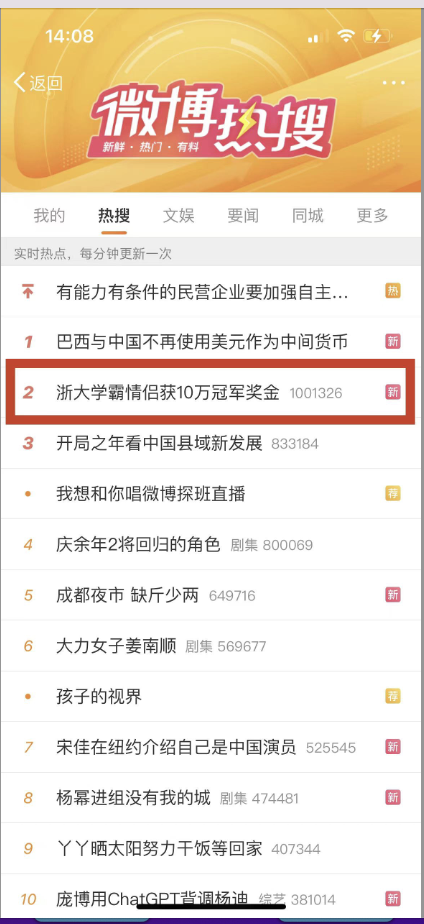 14:08
返回
微博热搜
新鲜·热门·有料
我的 热搜 文娱 要闻 同城 更多
实时热点，每分钟更新一次
有能力有条件的民营企业要加强自主... 热
1 巴西与中国不再使用美元作为中间货币 新
2 浙大学霸情侣获10万冠军奖金 1001326 新
3 开局之年看中国县域新发展 833184
• 我想和你唱微博探班直播 荐
4 庆余年2将回归的角色 剧集 800069
5 成都夜市 缺斤少两 649716 新
6 大力女子姜南顺 剧集 569677
• 孩子的视界 荐
7 宋佳在纽约介绍自己是中国演员 525545 新
8 杨幂进组没有我的城 剧集 474481 新
9 丫丫晒太阳努力干饭等回家 407344
10 庞博用ChatGPT背调杨迪 综艺 381014 新